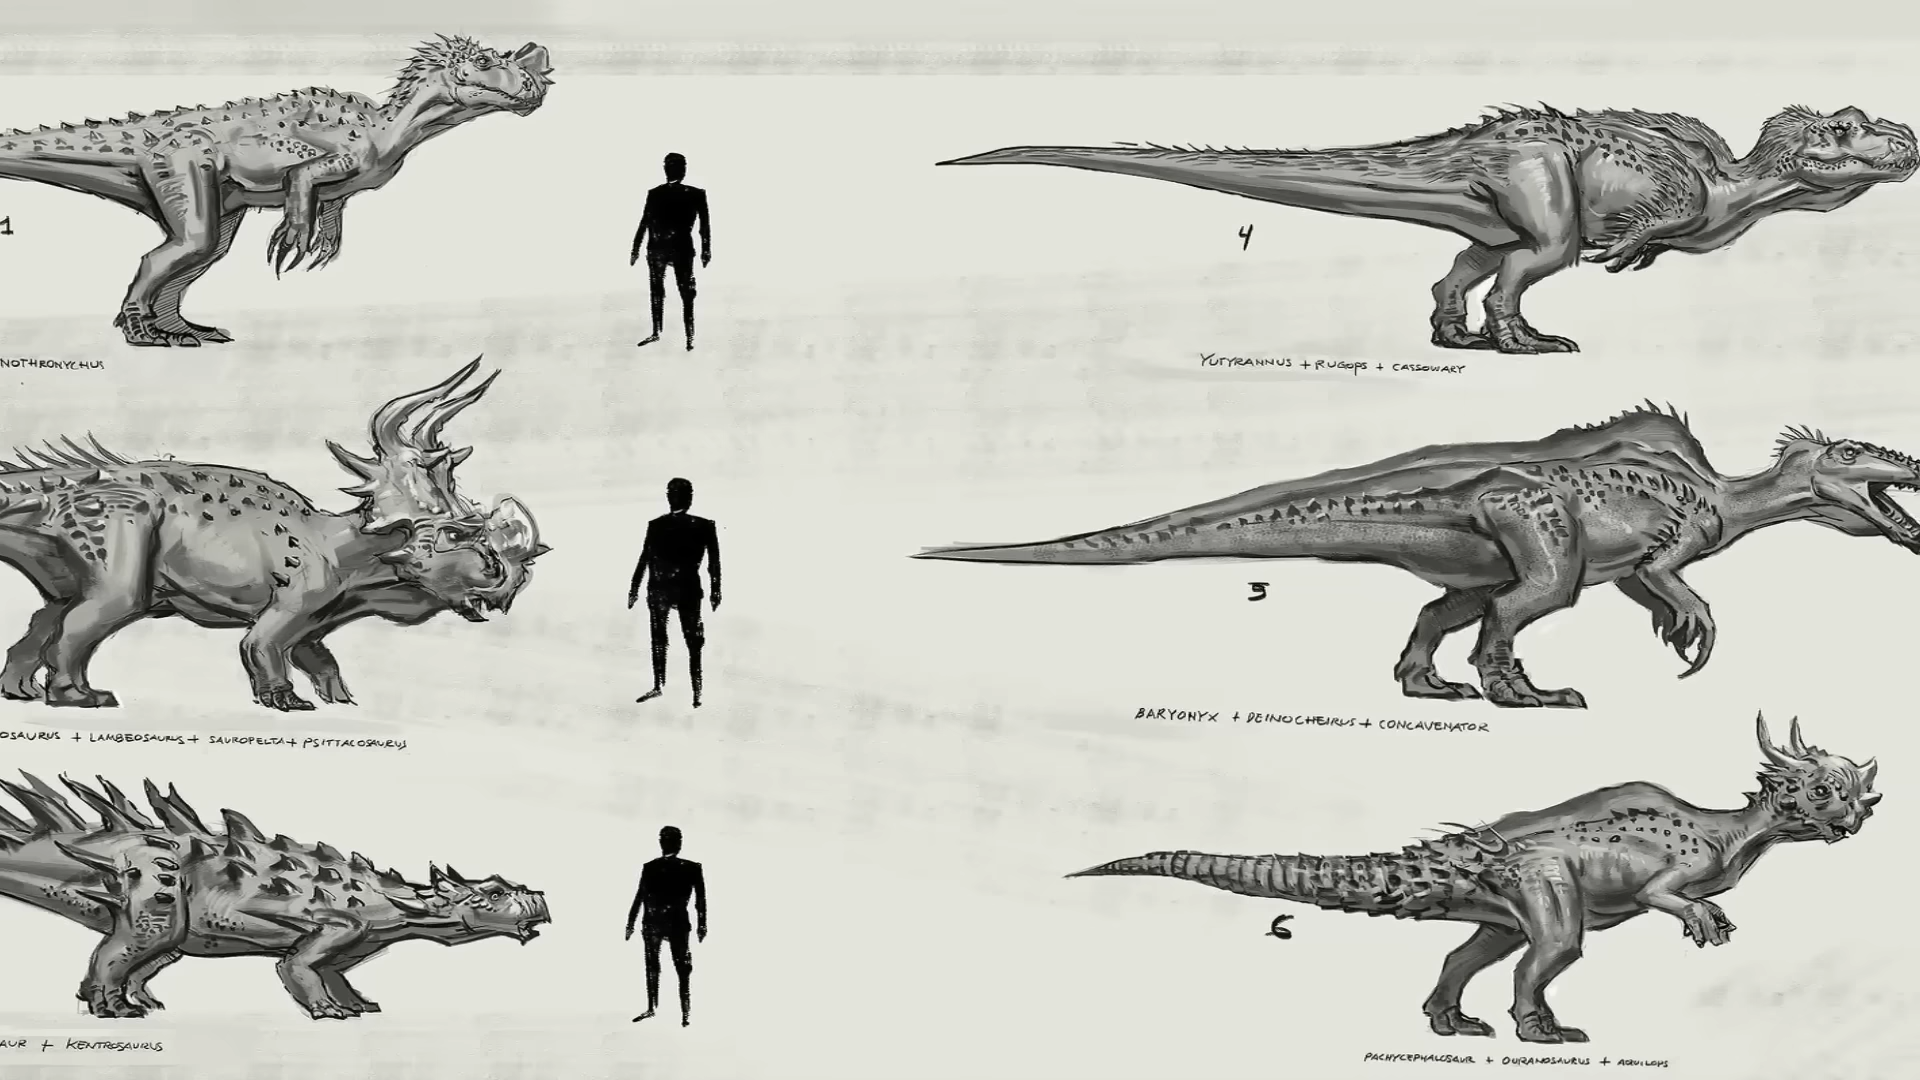 1
NOTHRONYCHUS
OSAURUS + LAMBEOSAURUS + SAUROPELTA + PSITTACOSAURUS
AUR + KENTROSAURUS
4
YUTYRANNUS + RUGOPS + CASSOWARY
5
BARYONYX + DEINOCHEIRUS + CONCAVENATOR
6
PACHYCEPHALOSAUR + OURANOSAURUS + AQUILOPS